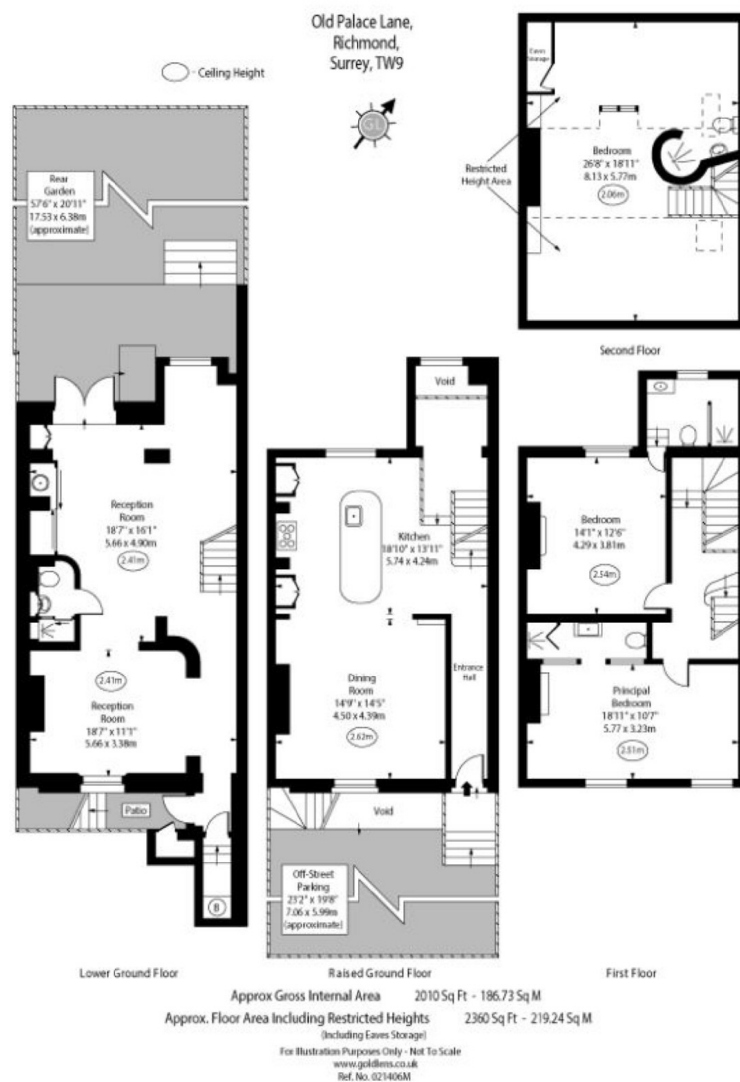 Old Palace Lane,
Richmond,
Surrey, TW9
- Ceiling Height
GL
Rear
Garden
57'6" x 20'11"
17.53 x 6.38m
(approximate)
Reception
Room
18'7" x 16'1"
5.66 x 4.90m
2.41m
2.41m
Reception
Room
18'7" x 11'1"
5.66 x 3.38m
Patio
B
Lower Ground Floor
Void
Kitchen
18'10" x 13'11"
5.74 x 4.24m
Dining
Room
14'9" x 14'5"
4.50 x 4.39m
2.62m
Entrance
Hall
Void
Off-Street
Parking
23'2" x 19'8"
7.06 x 5.99m
(approximate)
Raised Ground Floor
Eaves
Storage
Restricted
Height Area
Bedroom
26'8" x 18'11"
8.13 x 5.77m
2.06m
Second Floor
Bedroom
14'1" x 12'6"
4.29 x 3.81m
2.54m
Principal
Bedroom
18'11" x 10'7"
5.77 x 3.23m
2.51m
First Floor
Approx Gross Internal Area 2010 Sq Ft - 186.73 Sq M
Approx. Floor Area Including Restricted Heights 2360 Sq Ft - 219.24 Sq M
(Including Eaves Storage)
For Illustration Purposes Only - Not To Scale
www.goldlens.co.uk
Ref. No. 021406M